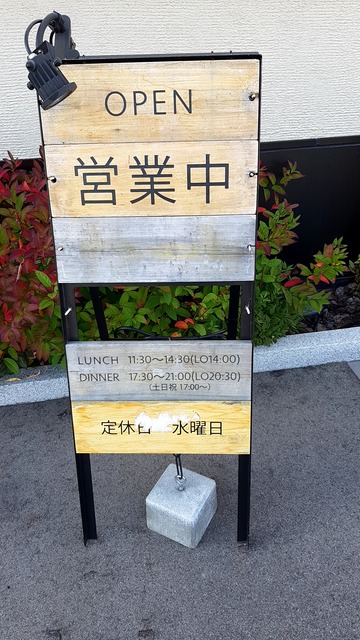 OPEN
営業中
LUNCH 11:30〜14:30(LO14:00)
DINNER 17:30〜21:00(LO20:30)
(土日祝 17:00〜)
定休日 水曜日